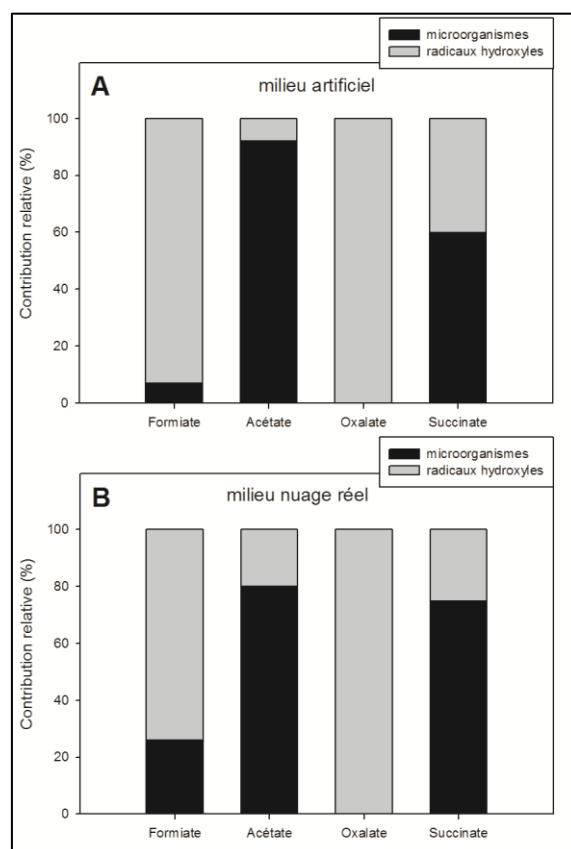 microorganismes
radicaux hydroxyles
A
milieu artificiel
100
80
60
40
20
0
Contribution relative (%)
Formiate Acétate Oxalate Succinate
microorganismes
radicaux hydroxyles
B
milieu nuage réel
100
80
60
40
20
0
Contribution relative (%)
Formiate Acétate Oxalate Succinate